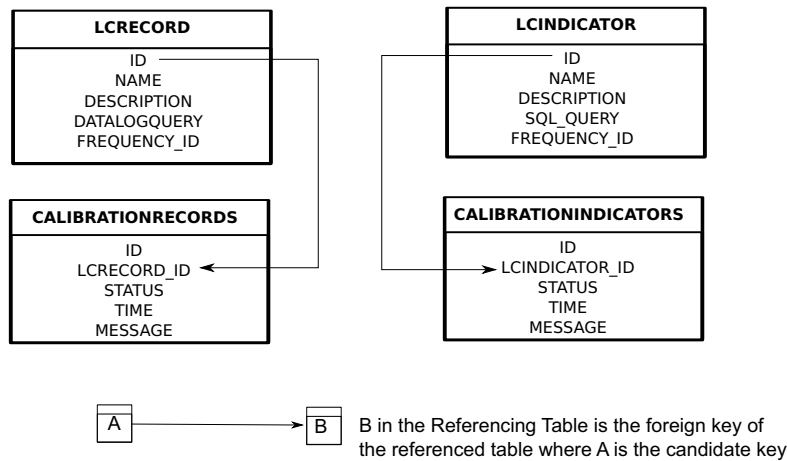 LCRECORD
ID
NAME
DESCRIPTION
DATALOGQUERY
FREQUENCY_ID
LCINDICATOR
ID
NAME
DESCRIPTION
SQL_QUERY
FREQUENCY_ID
CALIBRATIONRECORDS
ID
LCRECORD_ID
STATUS
TIME
MESSAGE
CALIBRATIONINDICATORS
ID
LCINDICATOR_ID
STATUS
TIME
MESSAGE
A
B
B in the Referencing Table is the foreign key of
the referenced table where A is the candidate key